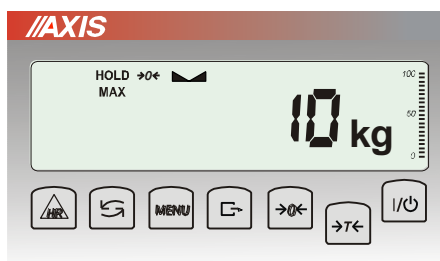 //AXIS
HOLD →0← 100
MAX
50
10 kg
0
HR MENU →0← →T← I/⏻